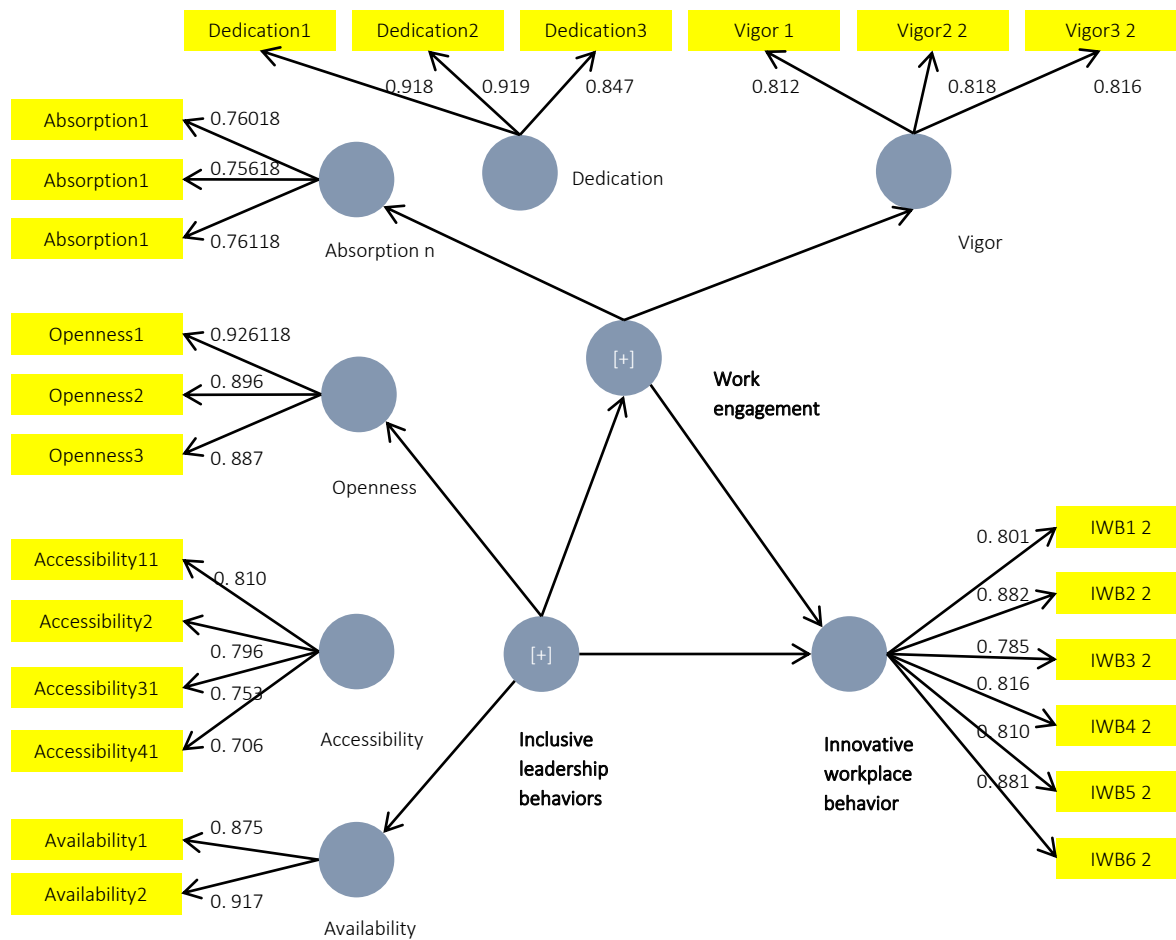 Dedication1
Dedication2
Dedication3
Vigor 1
Vigor2 2
Vigor3 2
0.918
0.919
0.847
0.812
0.818
0.816
Absorption1
0.76018
Absorption1
0.75618
Absorption1
0.76118
Dedication
Absorption n
Vigor
Openness1
0.926118
Openness2
0. 896
Openness3
0. 887
Openness
[+]
Work
engagement
Accessibility11
0. 810
Accessibility2
0. 796
Accessibility31
0. 753
Accessibility41
0. 706
Accessibility
[+]
Inclusive
leadership
behaviors
Innovative
workplace
behavior
IWB1 2
0. 801
IWB2 2
0. 882
IWB3 2
0. 785
IWB4 2
0. 816
0. 810
IWB5 2
0. 881
IWB6 2
Availability1
0. 875
Availability2
0. 917
Availability